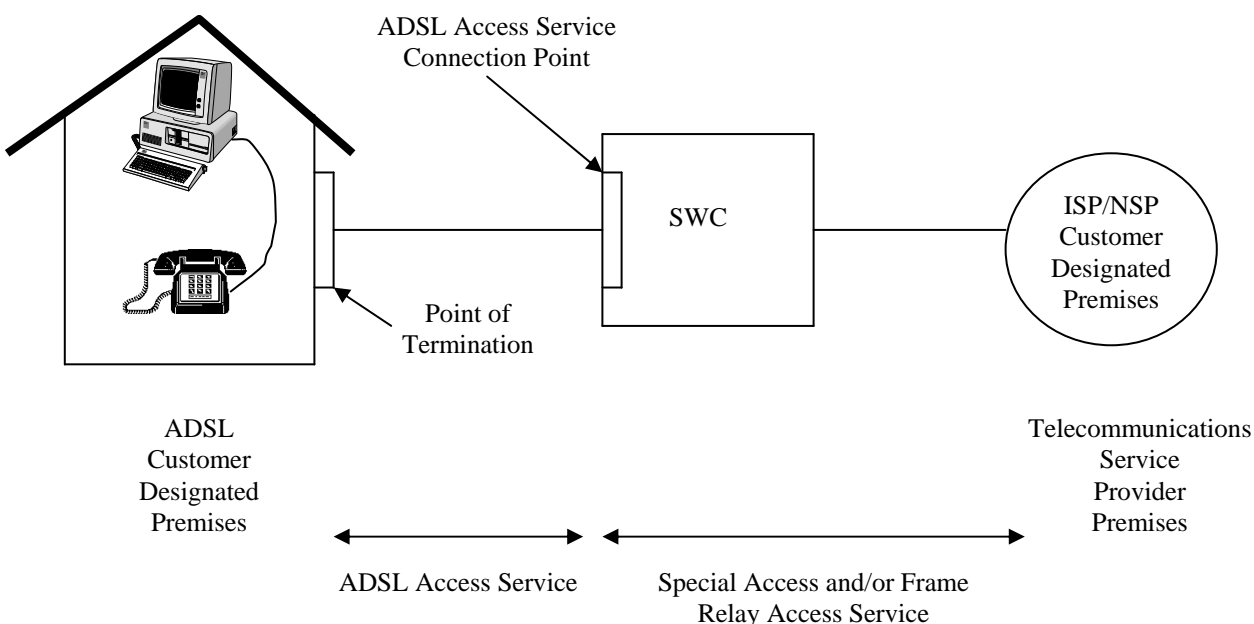 ADSL Access Service
Connection Point
SWC
ISP/NSP
Customer
Designated
Premises
Point of
Termination
ADSL
Customer
Designated
Premises
Telecommunications
Service
Provider
Premises
ADSL Access Service
Special Access and/or Frame
Relay Access Service